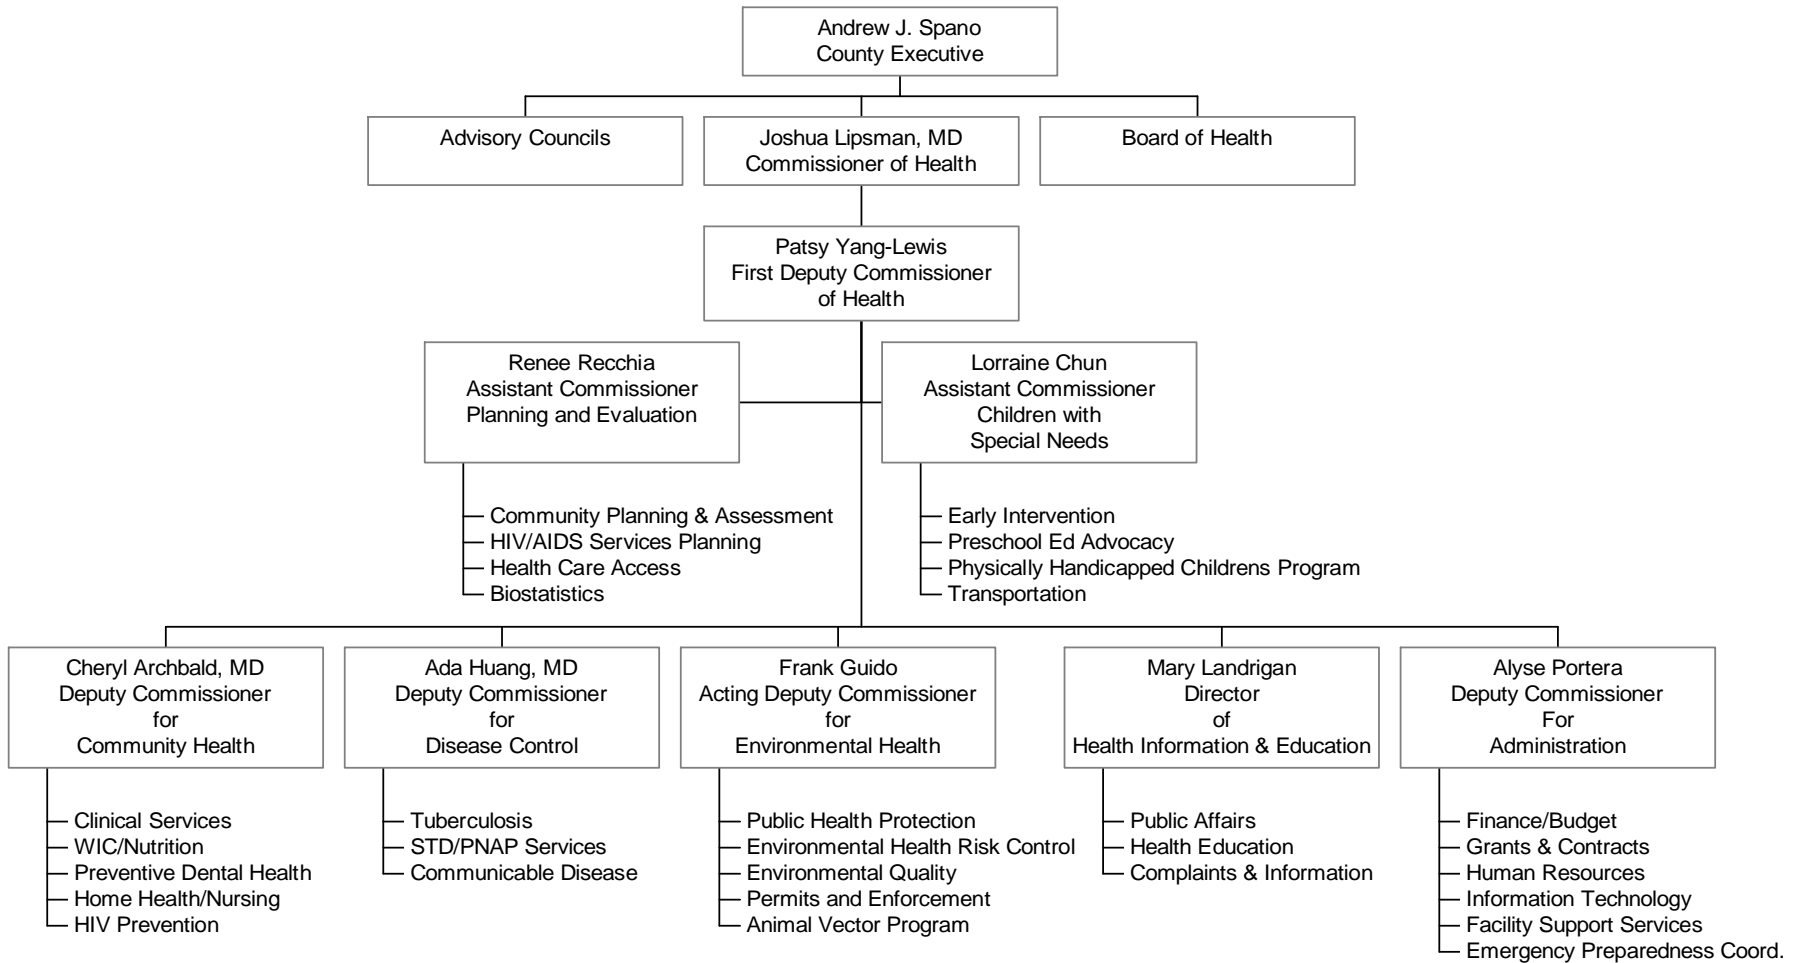 Andrew J. Spano
County Executive
Advisory Councils
Joshua Lipsman, MD
Commissioner of Health
Board of Health
Patsy Yang-Lewis
First Deputy Commissioner
of Health
Renee Recchia
Assistant Commissioner
Planning and Evaluation
Community Planning & Assessment
HIV/AIDS Services Planning
Health Care Access
Biostatistics
Lorraine Chun
Assistant Commissioner
Children with
Special Needs
Early Intervention
Preschool Ed Advocacy
Physically Handicapped Childrens Program
Transportation
Cheryl Archbald, MD
Deputy Commissioner
for
Community Health
Clinical Services
WIC/Nutrition
Preventive Dental Health
Home Health/Nursing
HIV Prevention
Ada Huang, MD
Deputy Commissioner
for
Disease Control
Tuberculosis
STD/PNAP Services
Communicable Disease
Frank Guido
Acting Deputy Commissioner
for
Environmental Health
Public Health Protection
Environmental Health Risk Control
Environmental Quality
Permits and Enforcement
Animal Vector Program
Mary Landrigan
Director
of
Health Information & Education
Public Affairs
Health Education
Complaints & Information
Alyse Portera
Deputy Commissioner
For
Administration
Finance/Budget
Grants & Contracts
Human Resources
Information Technology
Facility Support Services
Emergency Preparedness Coord.